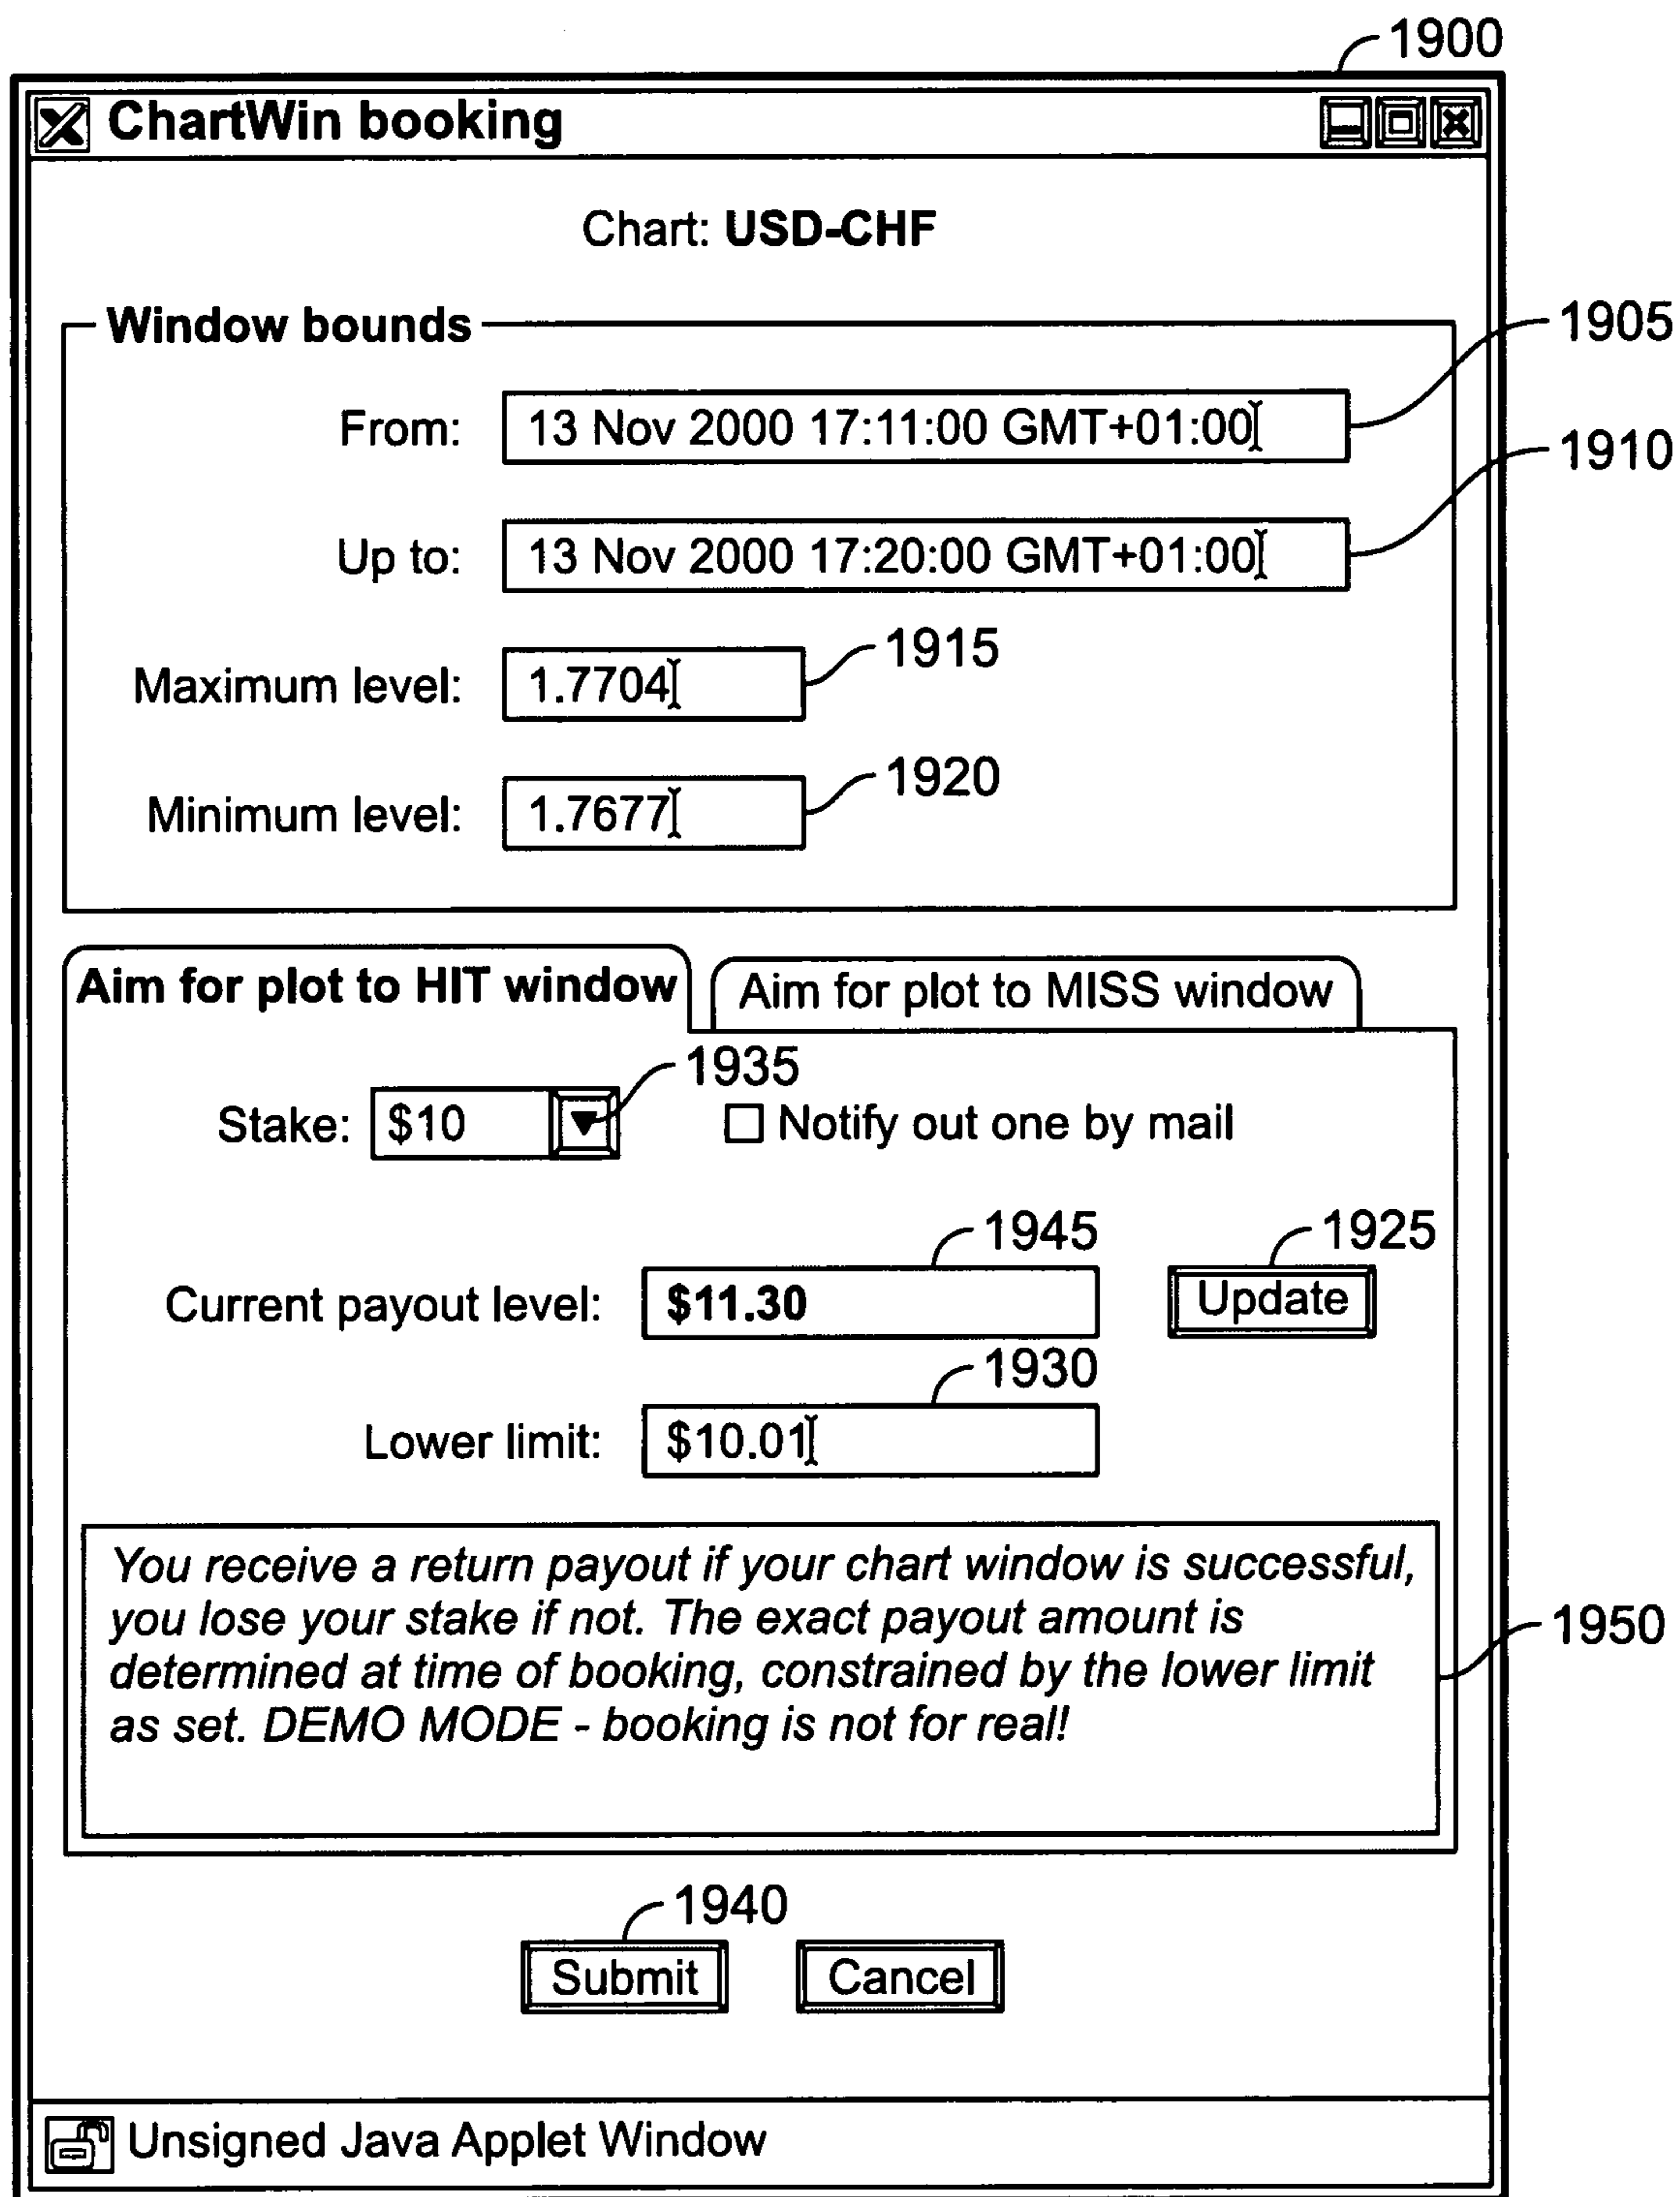 1900
ChartWin booking
Chart: USD-CHF
Window bounds
1905
From: 13 Nov 2000 17:11:00 GMT+01:00
1910
Up to: 13 Nov 2000 17:20:00 GMT+01:00
1915
Maximum level: 1.7704
1920
Minimum level: 1.7677
Aim for plot to HIT window Aim for plot to MISS window
1935
Stake: $10 Notify out one by mail
1945 1925
Current payout level: $11.30 Update
1930
Lower limit: $10.01
You receive a return payout if your chart window is successful,
you lose your stake if not. The exact payout amount is
determined at time of booking, constrained by the lower limit
as set. DEMO MODE - booking is not for real!
1950
1940
Submit Cancel
Unsigned Java Applet Window